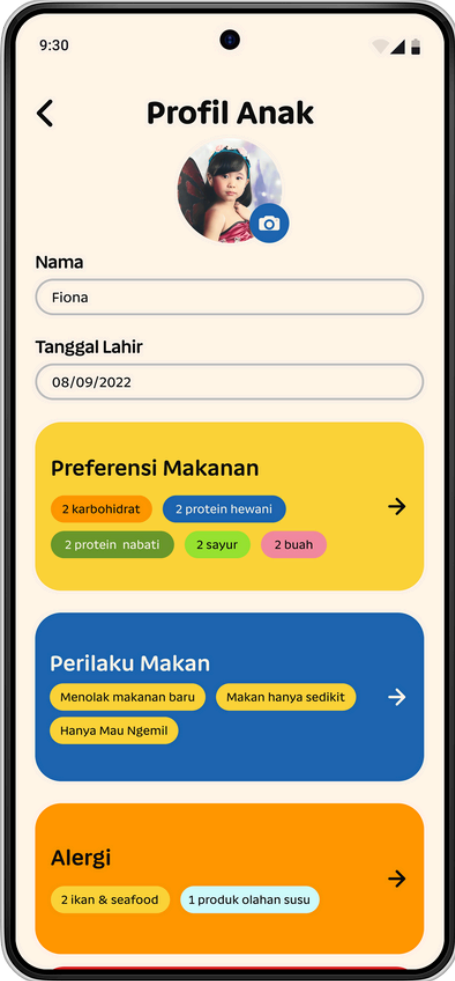 9:30
Profil Anak
Nama
Fiona
Tanggal Lahir
08/09/2022
Preferensi Makanan
2 karbohidrat 2 protein hewani
2 protein nabati 2 sayur 2 buah
Perilaku Makan
Menolak makanan baru Makan hanya sedikit
Hanya Mau Ngemil
Alergi
2 ikan & seafood 1 produk olahan susu